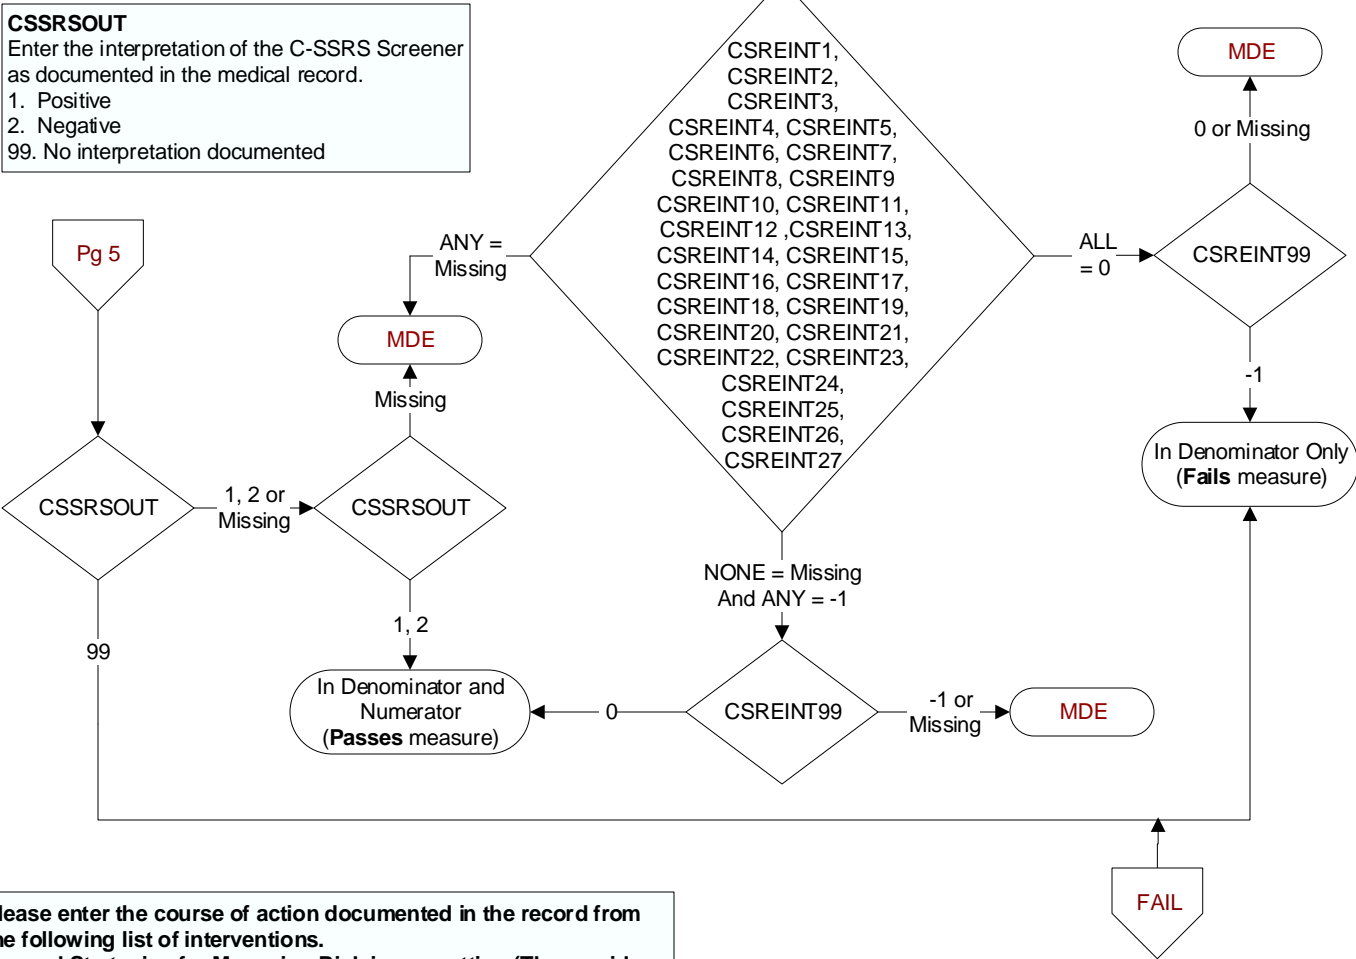 CSSRSOUT
Enter the interpretation of the C-SSRS Screener
as documented in the medical record.
1. Positive
2. Negative
99. No interpretation documented
Pg 5
CSSRSOUT
1, 2 or
Missing
99
CSSRSOUT
Missing
MDE
1, 2
In Denominator and
Numerator
(Passes measure)
ANY =
Missing
CSREINT1,
CSREINT2,
CSREINT3,
CSREINT4, CSREINT5,
CSREINT6, CSREINT7,
CSREINT8, CSREINT9
CSREINT10, CSREINT11,
CSREINT12 ,CSREINT13,
CSREINT14, CSREINT15,
CSREINT16, CSREINT17,
CSREINT18, CSREINT19,
CSREINT20, CSREINT21,
CSREINT22, CSREINT23,
CSREINT24,
CSREINT25,
CSREINT26,
CSREINT27
NONE = Missing
And ANY = -1
CSREINT99
0
-1 or
Missing
MDE
ALL
= 0
CSREINT99
0 or Missing
MDE
-1
In Denominator Only
(Fails measure)
FAIL
lease enter the course of action documented in the record from
he following list of interventions.